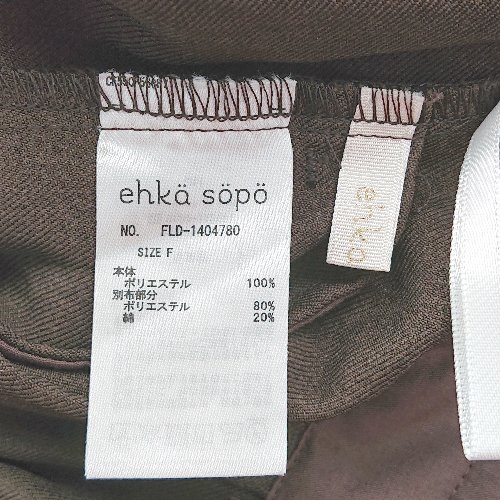 ehkä söpö
NO. FLD-1404780
SIZE F
本体
ポリエステル 100%
別布部分
ポリエステル 80%
綿 20%